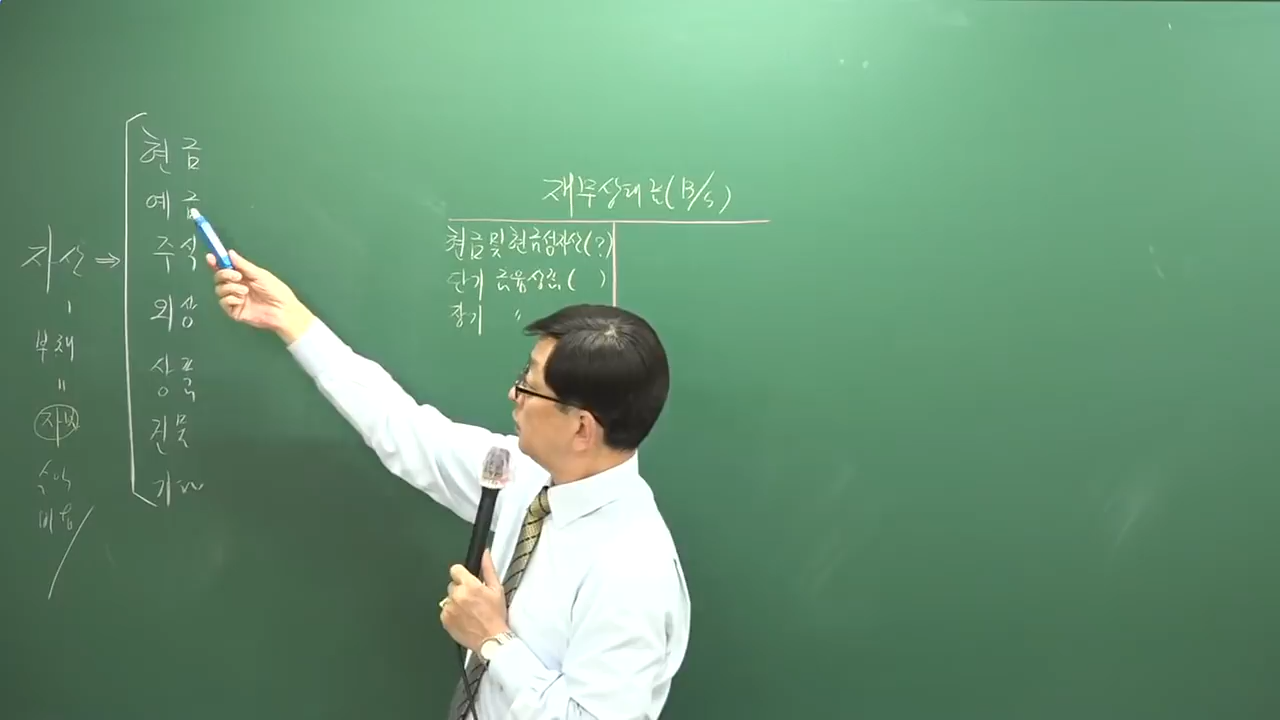 자산 ⇒
〃
부채
〃
자본
수익
비용
현금
예금
주식
외상
상품
건물
기타
재무상태표(B/S)
현금및현금성자산(?)
단기 금융상품( )
장기 〃